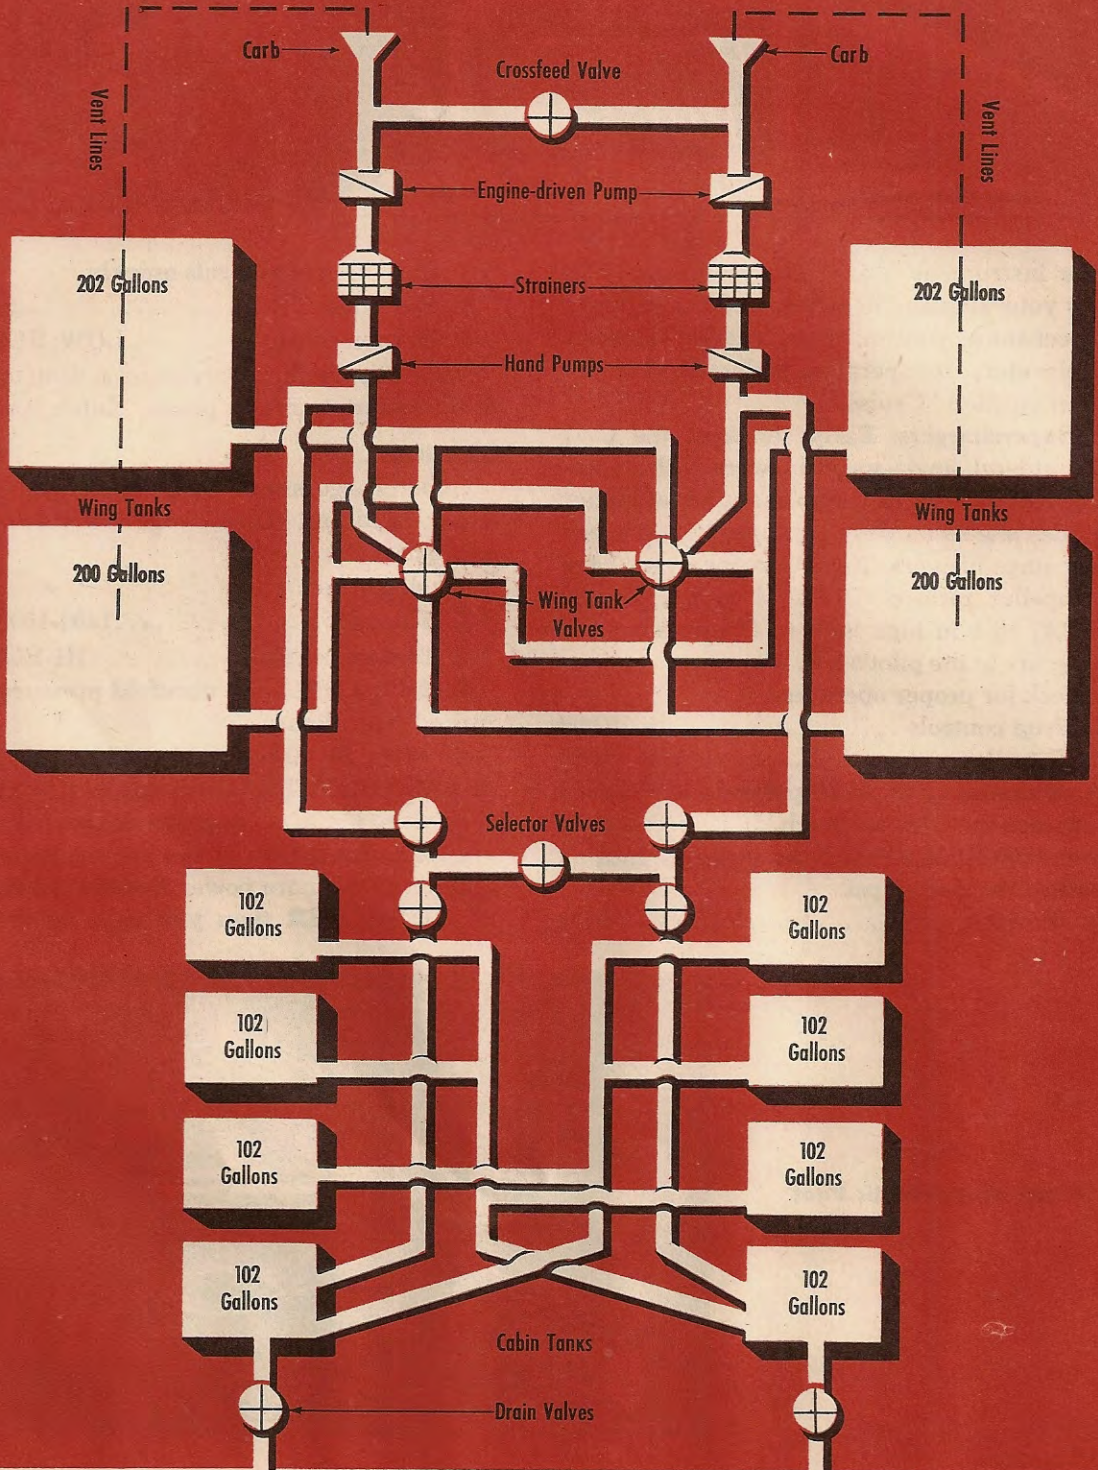 Carb
Carb
Crossfeed Valve
Vent Lines
Vent Lines
Engine-driven Pump
202 Gallons
Strainers
202 Gallons
Hand Pumps
Wing Tanks
Wing Tanks
200 Gallons
200 Gallons
Wing Tank
Valves
Selector Valves
102
Gallons
102
Gallons
102
Gallons
102
Gallons
102
Gallons
102
Gallons
102
Gallons
102
Gallons
Cabin Tanks
Drain Valves